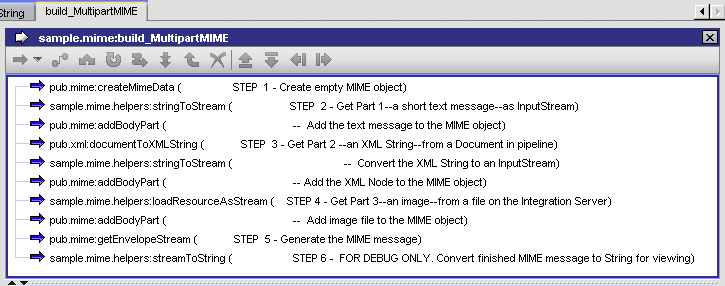 String build_MultipartMIME
sample.mime:build_MultipartMIME
pub.mime:createMimeData ( STEP 1 - Create empty MIME object)
sample.mime.helpers:stringToStream ( STEP 2 - Get Part 1--a short text message--as InputStream)
pub.mime:addBodyPart ( -- Add the text message to the MIME object)
pub.xml:documentToXMLString ( STEP 3 - Get Part 2 --an XML String--from a Document in pipeline)
sample.mime.helpers:stringToStream ( -- Convert the XML String to an InputStream)
pub.mime:addBodyPart ( -- Add the XML Node to the MIME object)
sample.mime.helpers:loadResourceAsStream ( STEP 4 - Get Part 3--an image--from a file on the Integration Server)
pub.mime:addBodyPart ( -- Add image file to the MIME object)
pub.mime:getEnvelopeStream ( STEP 5 - Generate the MIME message)
sample.mime.helpers:streamToString ( STEP 6 - FOR DEBUG ONLY. Convert finished MIME message to String for viewing)